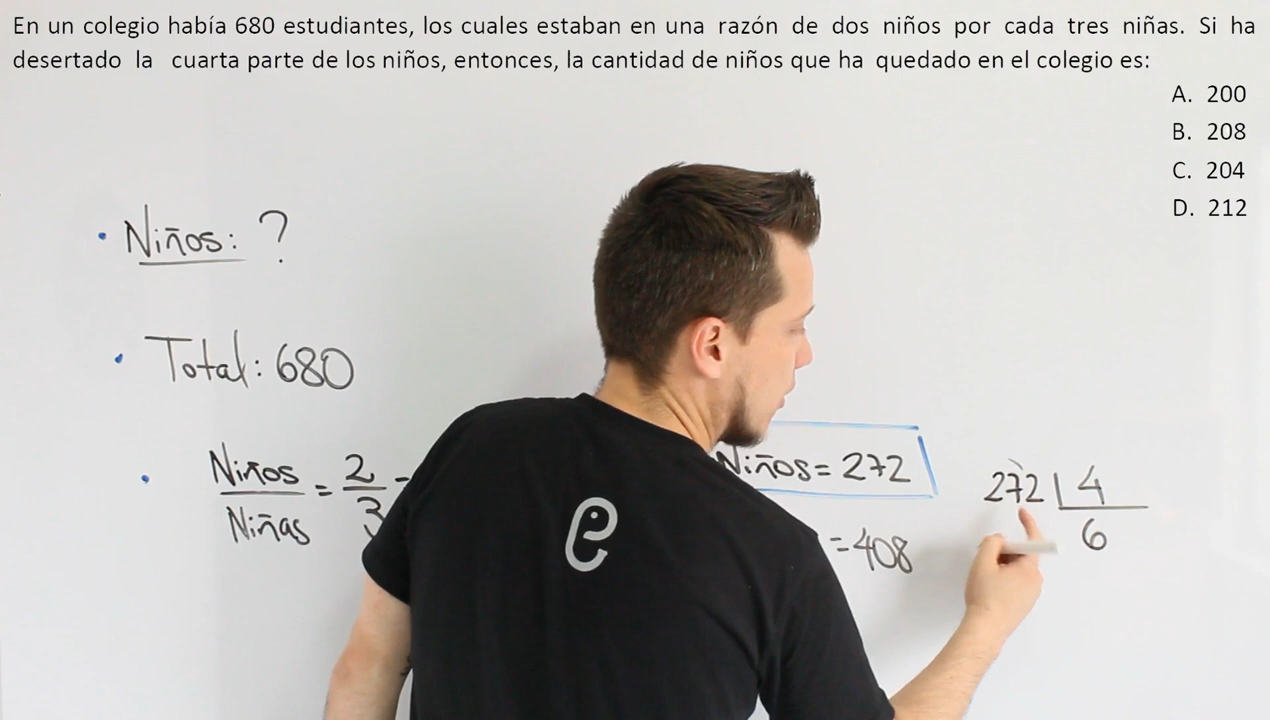 En un colegio había 680 estudiantes, los cuales estaban en una razón de dos niños por cada tres niñas. Si ha
desertado la cuarta parte de los niños, entonces, la cantidad de niños que ha quedado en el colegio es:
A. 200
B. 208
C. 204
D. 212
• Niños: ?
• Total: 680
• Niños/Niñas = 2/3 =
Niños = 272
= 408
272 | 4
6
e